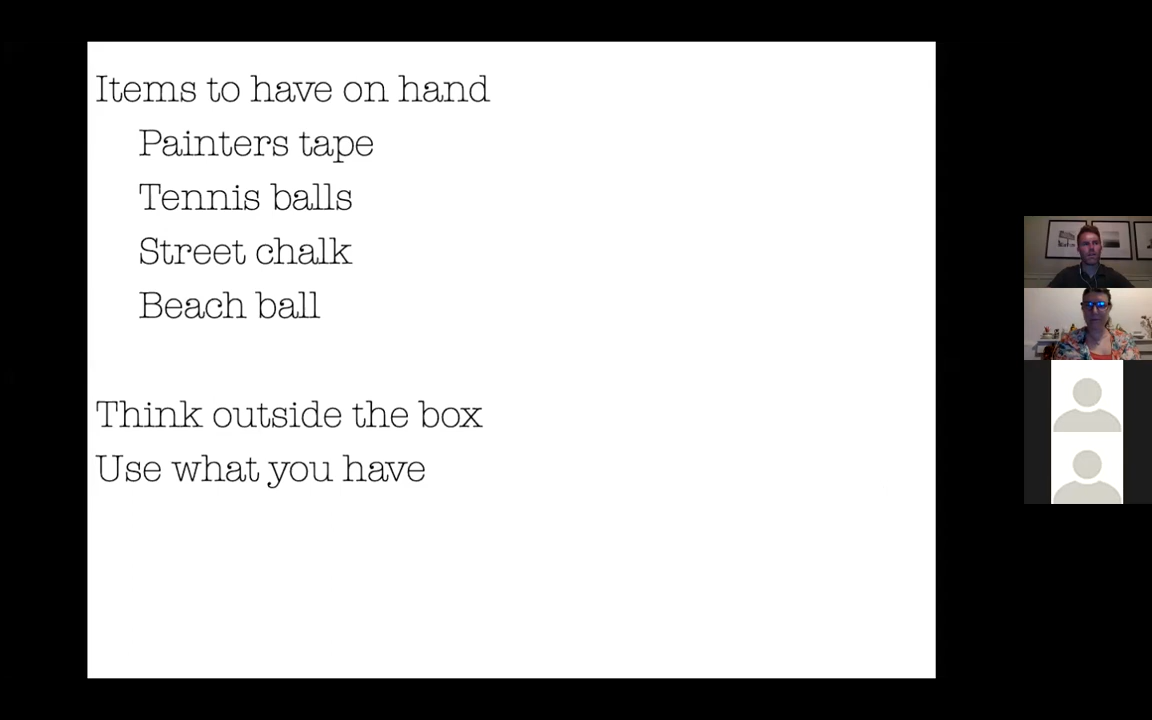 Items to have on hand
Painters tape
Tennis balls
Street chalk
Beach ball
Think outside the box
Use what you have